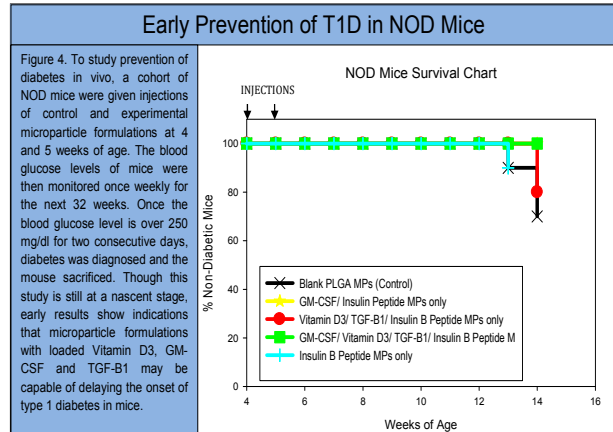 Early Prevention of T1D in NOD Mice
Figure 4. To study prevention of
diabetes in vivo, a cohort of
NOD mice were given injections
of control and experimental
microparticle formulations at 4
and 5 weeks of age. The blood
glucose levels of mice were
then monitored once weekly for
the next 32 weeks. Once the
blood glucose level is over 250
mg/dl for two consecutive days,
diabetes was diagnosed and the
mouse sacrificed. Though this
study is still at a nascent stage,
early results show indications
that microparticle formulations
with loaded Vitamin D3, GM-
CSF and TGF-B1 may be
capable of delaying the onset of
type 1 diabetes in mice.
NOD Mice Survival Chart
INJECTIONS
% Non-Diabetic Mice
100
80
60
40
20
0
Blank PLGA MPs (Control)
GM-CSF/ Insulin Peptide MPs only
Vitamin D3/ TGF-B1/ Insulin B Peptide MPs only
GM-CSF/ Vitamin D3/ TGF-B1/ Insulin B Peptide M
Insulin B Peptide MPs only
4 6 8 10 12 14 16
Weeks of Age